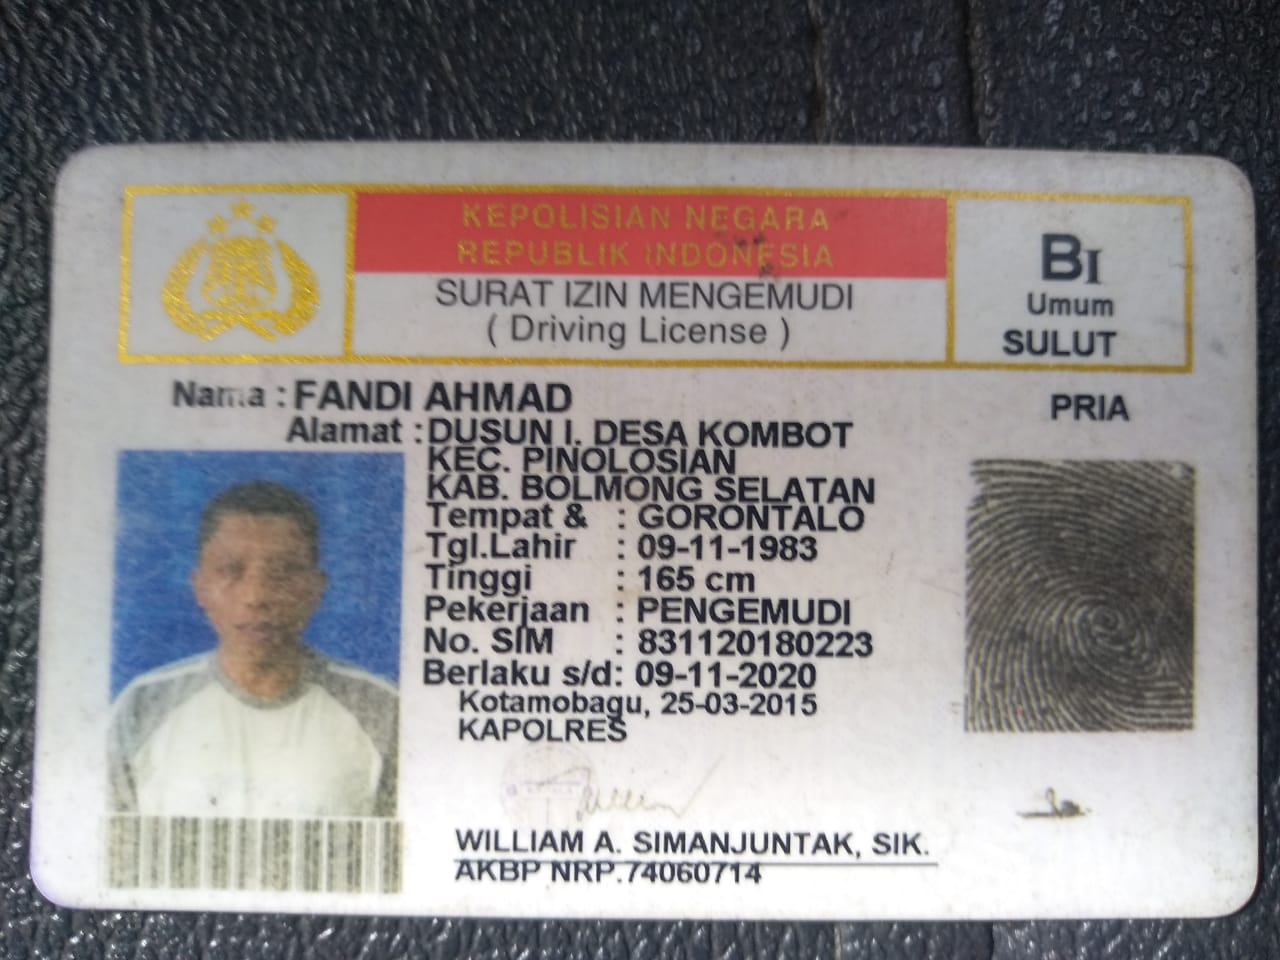 KEPOLISIAN NEGARA
REPUBLIK INDONESIA
SURAT IZIN MENGEMUDI
( Driving License )
BI
Umum
SULUT
Nama : FANDI AHMAD
PRIA
Alamat : DUSUN I. DESA KOMBOT
KEC. PINOLOSIAN
KAB. BOLMONG SELATAN
Tempat & : GORONTALO
Tgl.Lahir : 09-11-1983
Tinggi : 165 cm
Pekerjaan : PENGEMUDI
No. SIM : 831120180223
Berlaku s/d: 09-11-2020
Kotamobagu, 25-03-2015
KAPOLRES
WILLIAM A. SIMANJUNTAK, SIK.
AKBP NRP.74060714